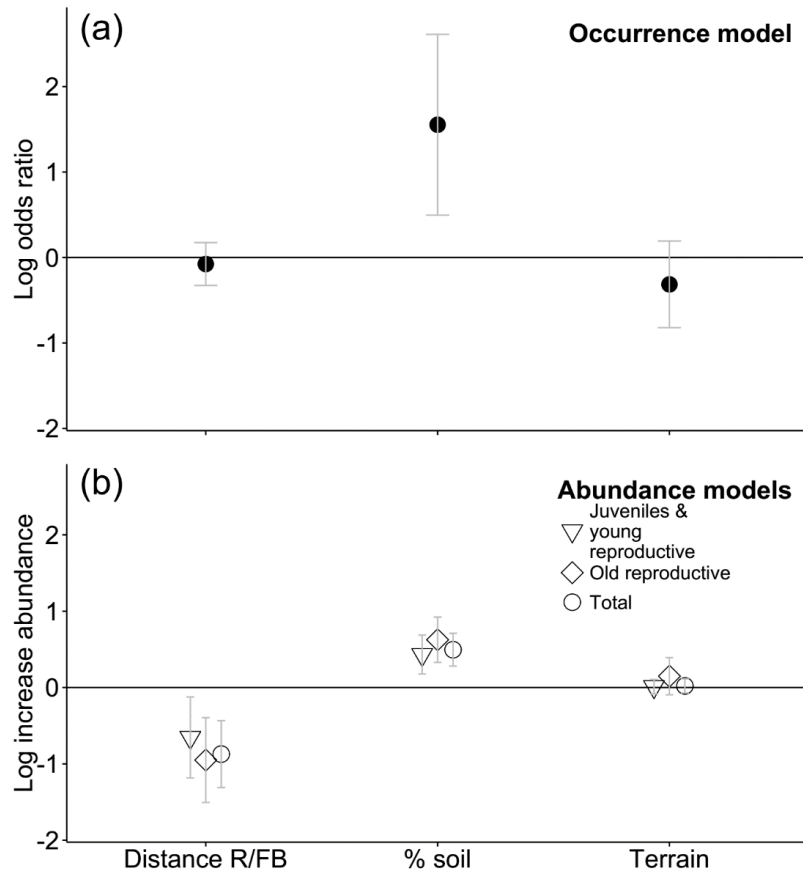 (a)
Occurrence model
Log odds ratio
2
1
0
-1
-2
(b)
Abundance models
Juveniles &
young
reproductive
Old reproductive
Total
Log increase abundance
2
1
0
-1
-2
Distance R/FB
% soil
Terrain